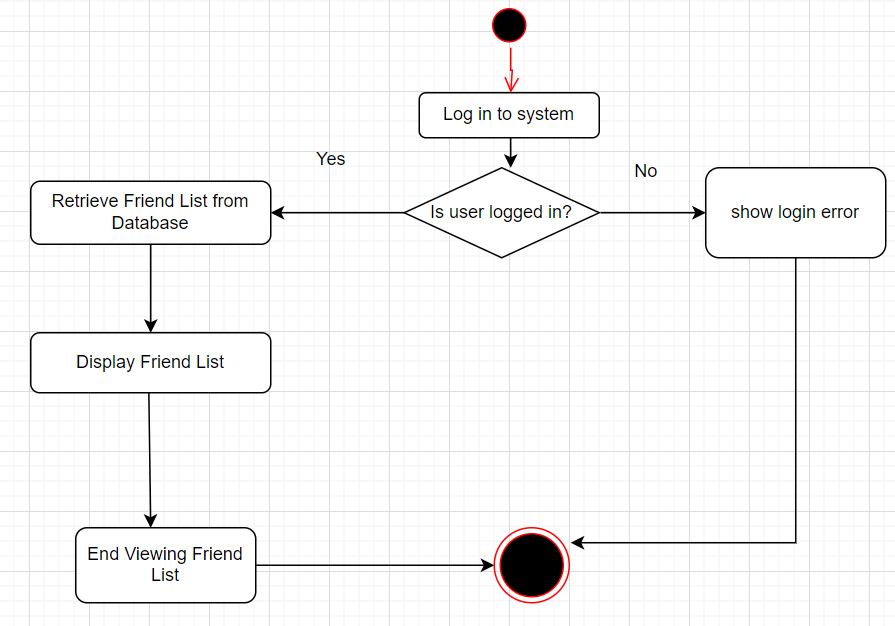 Log in to system
Yes
No
Retrieve Friend List from
Database
Is user logged in?
show login error
Display Friend List
End Viewing Friend
List